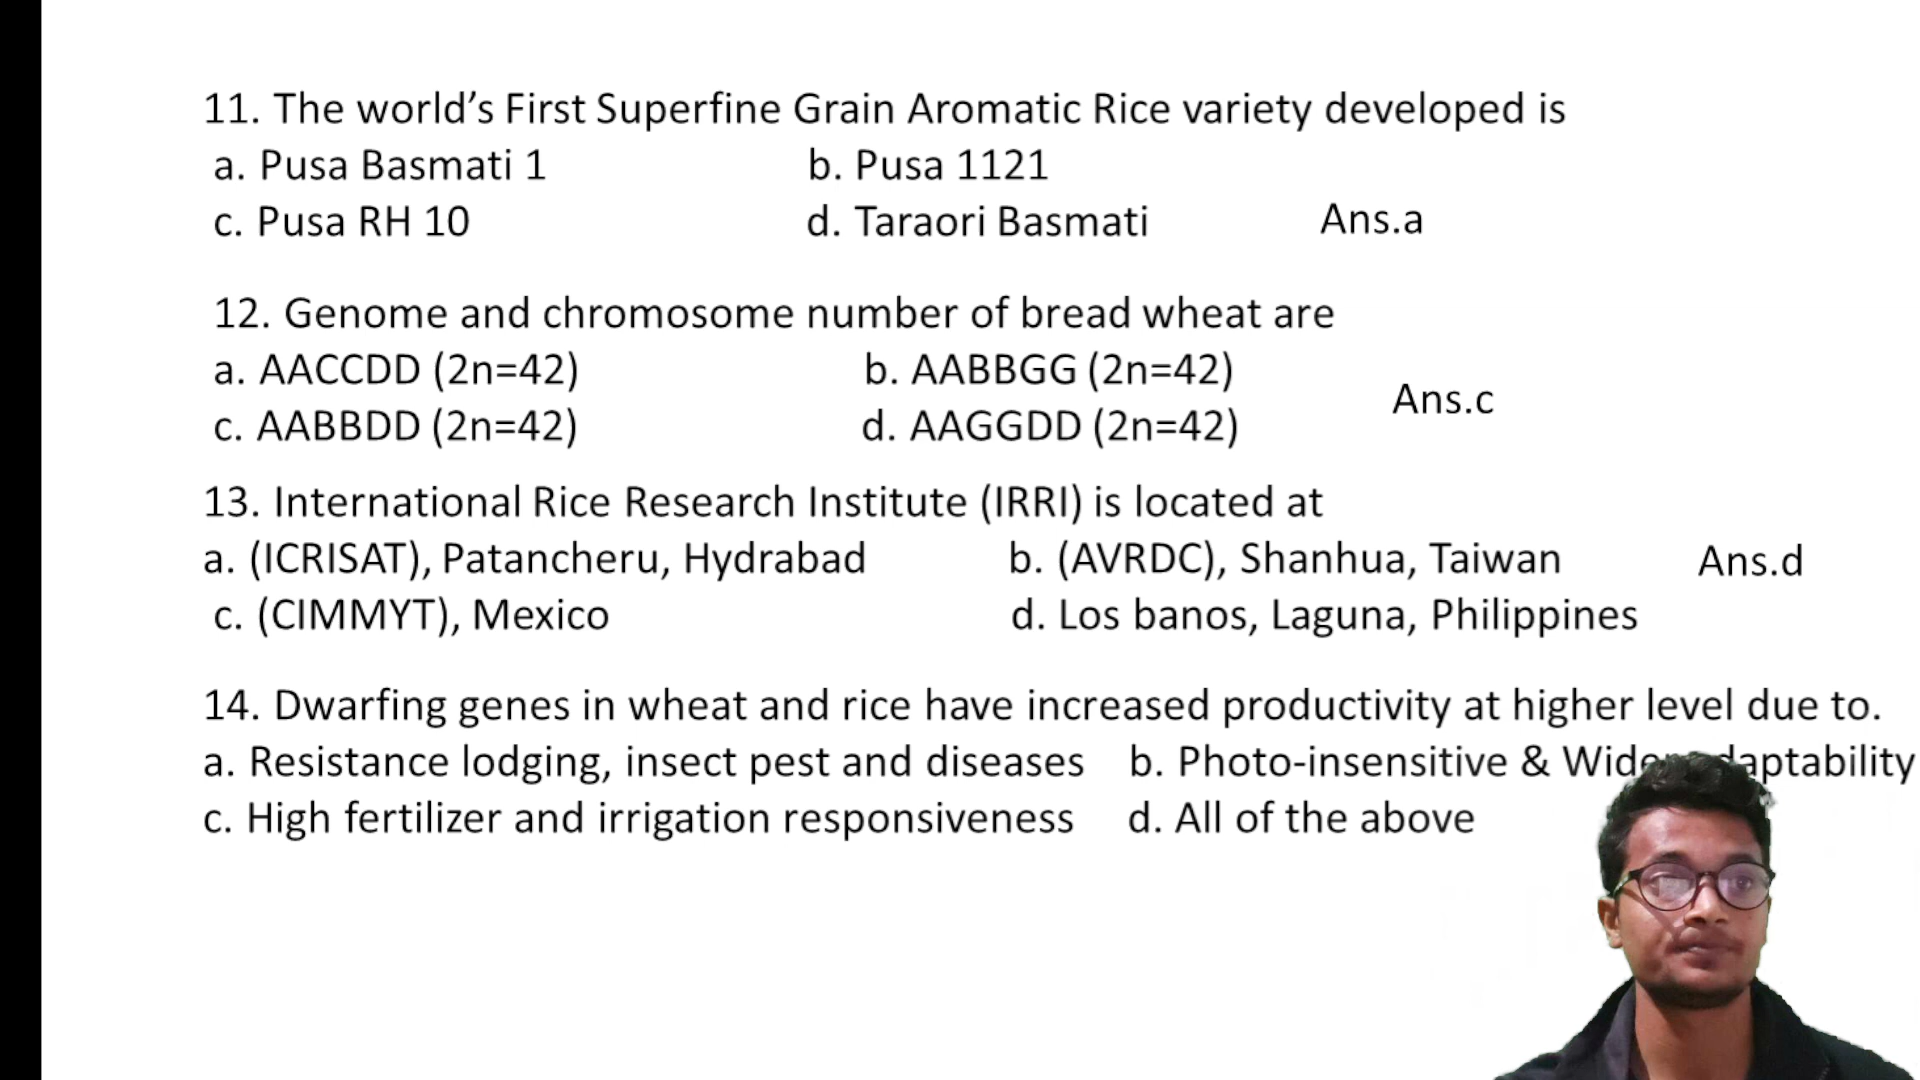 11. The world’s First Superfine Grain Aromatic Rice variety developed is
a. Pusa Basmati 1 b. Pusa 1121
c. Pusa RH 10 d. Taraori Basmati Ans.a
12. Genome and chromosome number of bread wheat are
a. AACCDD (2n=42) b. AABBGG (2n=42)
c. AABBDD (2n=42) d. AAGGDD (2n=42) Ans.c
13. International Rice Research Institute (IRRI) is located at
a. (ICRISAT), Patancheru, Hydrabad b. (AVRDC), Shanhua, Taiwan Ans.d
c. (CIMMYT), Mexico d. Los banos, Laguna, Philippines
14. Dwarfing genes in wheat and rice have increased productivity at higher level due to.
a. Resistance lodging, insect pest and diseases b. Photo-insensitive & Wider adaptability
c. High fertilizer and irrigation responsiveness d. All of the above